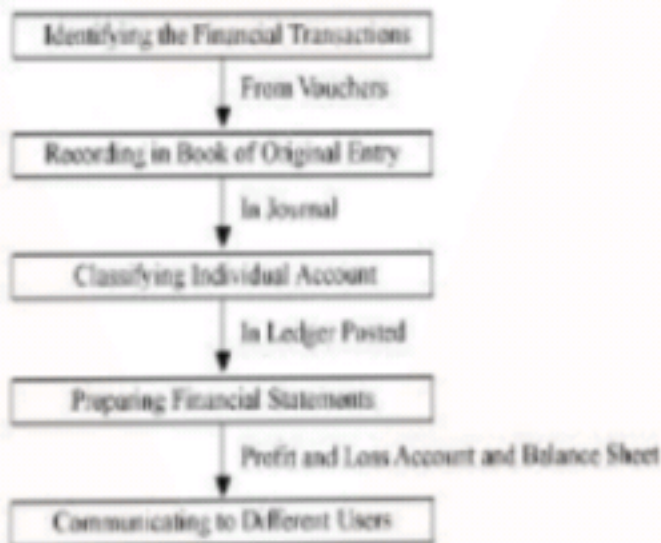 Identifying the Financial Transactions
From Vouchers
Recording in Book of Original Entry
In Journal
Classifying Individual Account
In Ledger Posted
Preparing Financial Statements
Profit and Loss Account and Balance Sheet
Communicating to Different Users